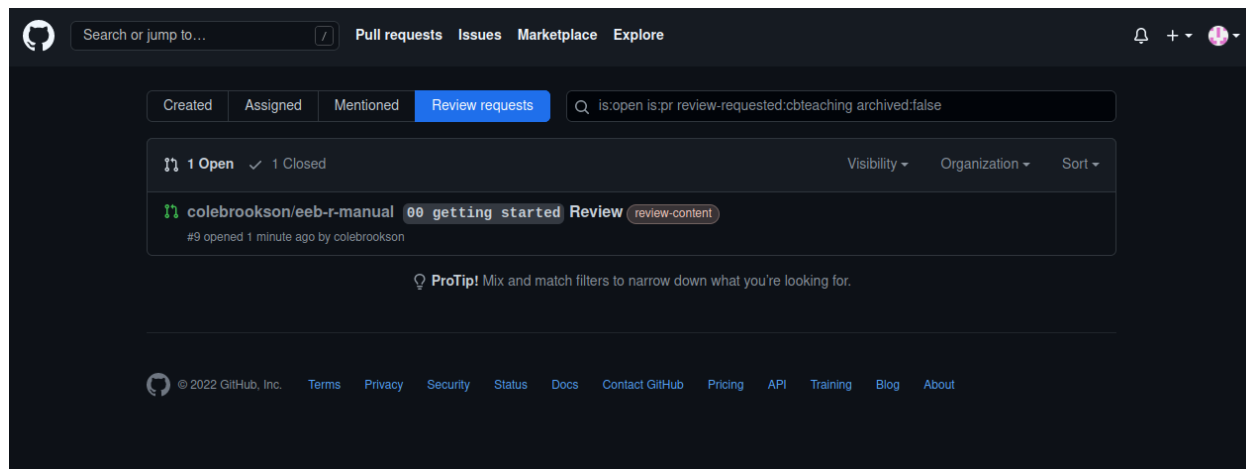 Search or jump to… / Pull requests Issues Marketplace Explore
Created Assigned Mentioned Review requests is:open is:pr review-requested:cbteaching archived:false
1 Open 1 Closed Visibility Organization Sort
colebrookson/eeb-r-manual 00 getting started Review review-content
#9 opened 1 minute ago by colebrookson
ProTip! Mix and match filters to narrow down what you’re looking for.
© 2022 GitHub, Inc. Terms Privacy Security Status Docs Contact GitHub Pricing API Training Blog About